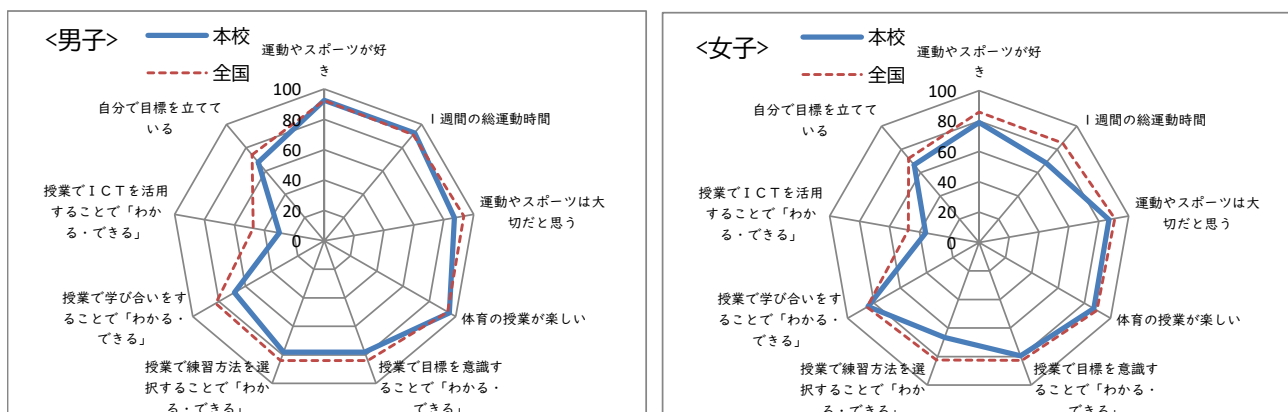 <男子>
本校
全国
運動やスポーツが好
き
1週間の総運動時間
運動やスポーツは大
切だと思う
体育の授業が楽しい
授業で目標を意識す
ることで「わかる・
できる」
授業で練習方法を選
択することで「わか
る・できる」
授業で学び合いをす
ることで「わかる・
できる」
授業でＩＣＴを活用
することで「わか
る・できる」
自分で目標を立てて
いる
100
80
60
40
20
0
<女子>
本校
全国
運動やスポーツが好
き
1週間の総運動時間
運動やスポーツは大
切だと思う
体育の授業が楽しい
授業で目標を意識す
ることで「わかる・
できる」
授業で練習方法を選
択することで「わか
る・できる」
授業で学び合いをす
ることで「わかる・
できる」
授業でＩＣＴを活用
することで「わか
る・できる」
自分で目標を立てて
いる
100
80
60
40
20
0